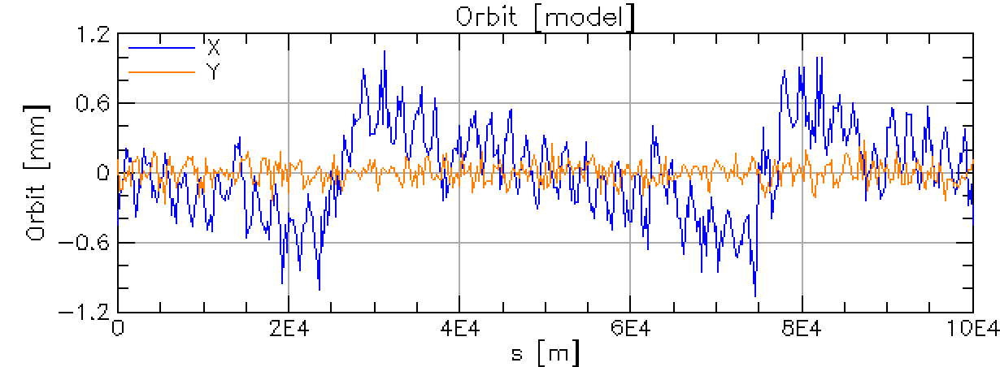 Orbit [model]
1.2
X
Y
0.6
0
−0.6
−1.2
Orbit [mm]
0
2E4
4E4
6E4
8E4
10E4
s [m]